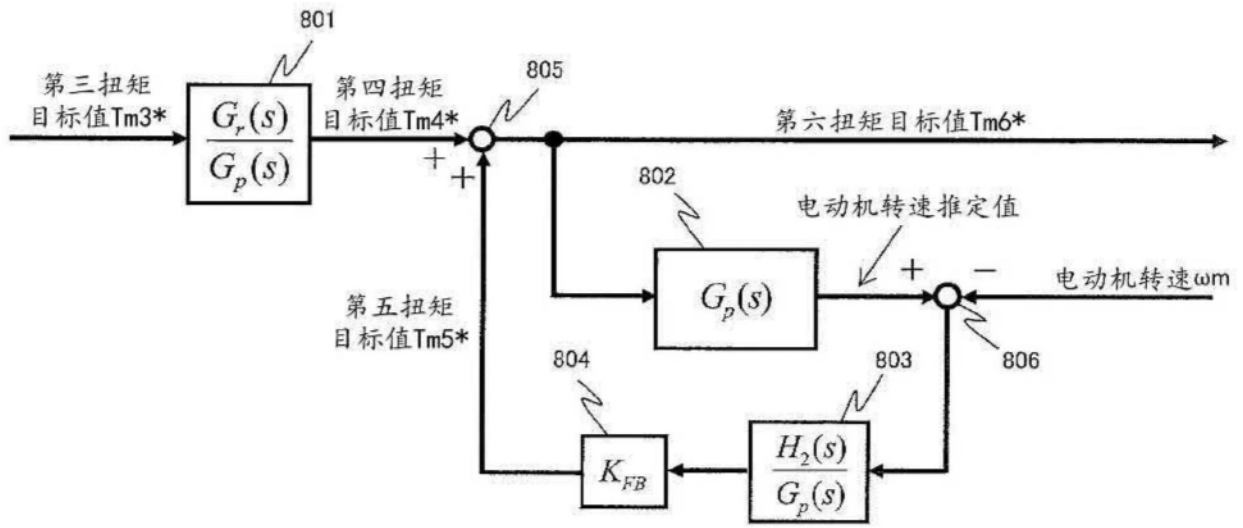 801
第三扭矩
目标值Tm3*
G_r(s)
G_p(s)
第四扭矩
目标值Tm4*
805
+
+
第六扭矩目标值Tm6*
802
电动机转速推定值
G_p(s)
+
−
电动机转速ωm
第五扭矩
目标值Tm5*
804
803
806
K_FB
H_2(s)
G_p(s)